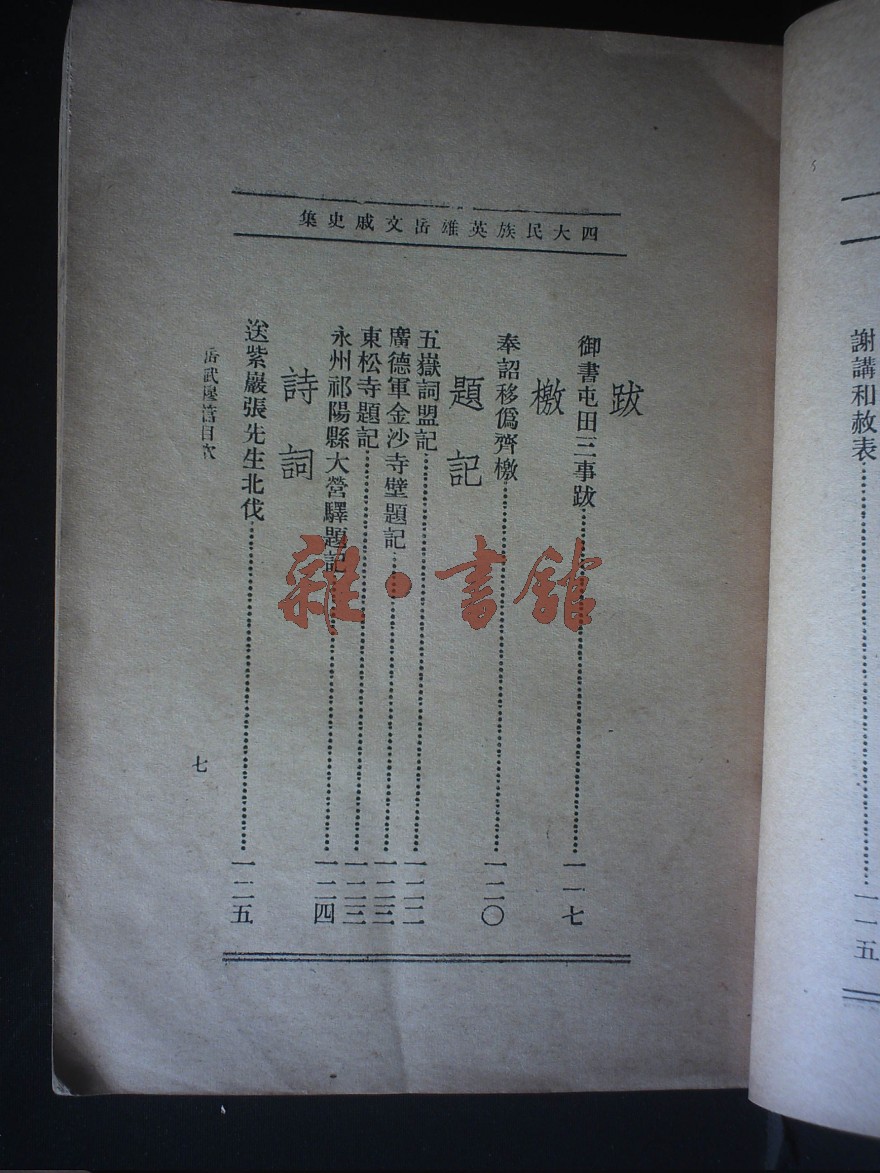 四大民族英雄岳文戚史集
跋
御書屯田三事跋……一一七
檄
奉詔移僞齊檄……一二〇
題記
五嶽詞盟記……一二二
廣德軍金沙寺壁題記……一二三
東松寺題記……一二三
永州祁陽縣大營驛題記……一二四
詩詞
送紫巖張先生北伐……一二五
岳武穆 目次
七
謝講和赦表……一一五
雜·書館